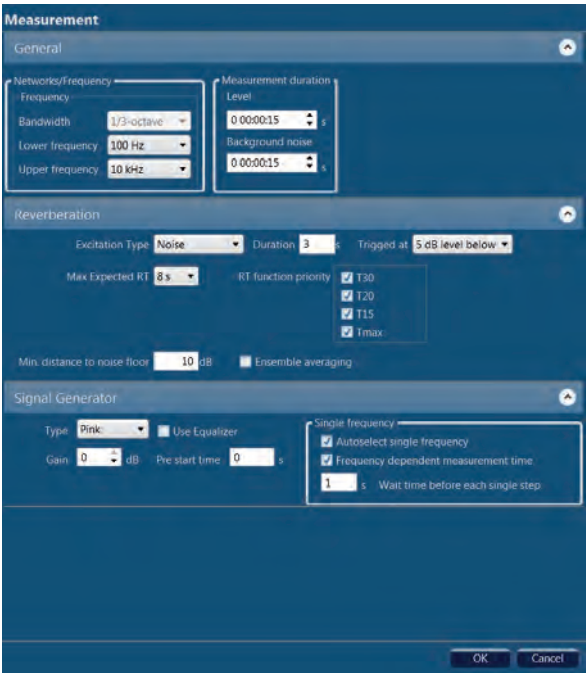 Measurement
General
Networks/Frequency
Frequency
Bandwidth 1/3-octave
Lower frequency 100 Hz
Upper frequency 10 kHz
Measurement duration
Level
0 00:00:15 s
Background noise
0 00:00:15 s
Reverberation
Excitation Type Noise Duration 3 s Trigged at 5 dB level below
Max Expected RT 8 s RT function priority T30
T20
T15
Tmax
Min. distance to noise floor 10 dB Ensemble averaging
Signal Generator
Type Pink Use Equalizer
Gain 0 dB Pre start time 0 s
Single frequency
Autoselect single frequency
Frequency dependent measurement time
1 s Wait time before each single step
OK Cancel